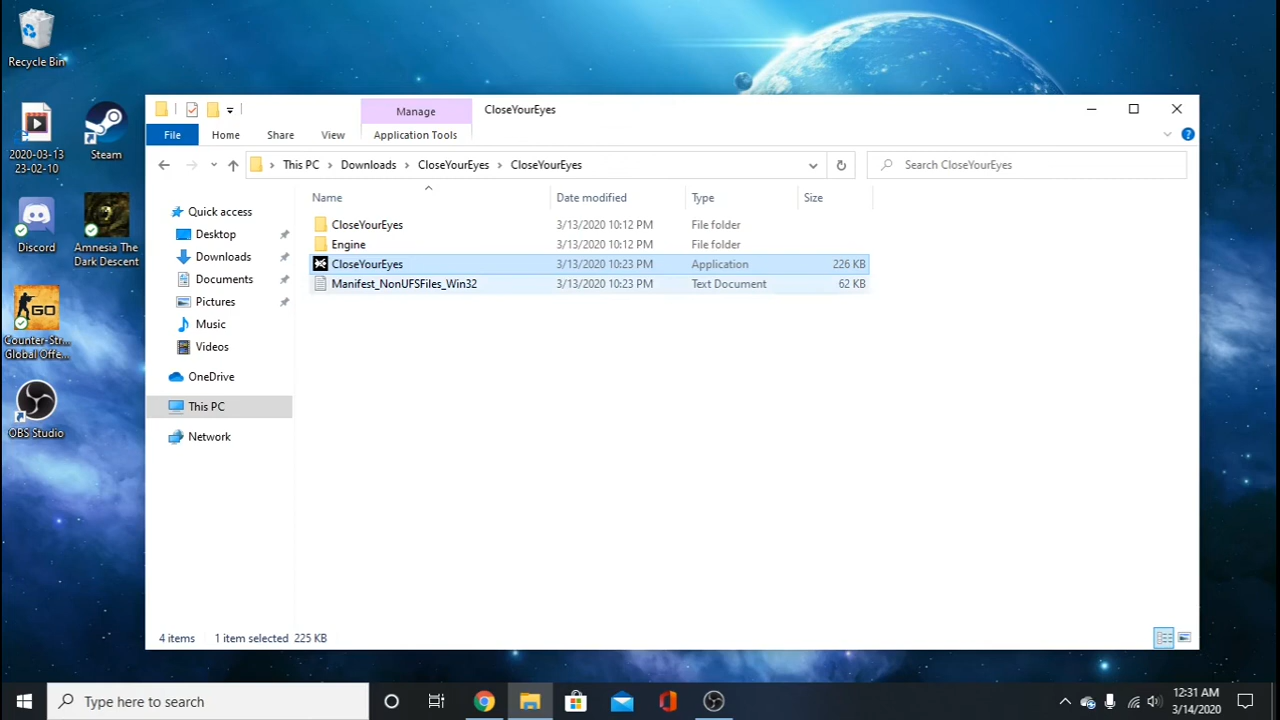 Recycle Bin
2020-03-13
23-02-10
Steam
Discord
Amnesia The
Dark Descent
GO
Counter-Str...
Global Offe...
OBS Studio
Manage
CloseYourEyes
File
Home
Share
View
Application Tools
This PC
Downloads
CloseYourEyes
CloseYourEyes
Search CloseYourEyes
Name
Date modified
Type
Size
Quick access
Desktop
Downloads
Documents
Pictures
Music
Videos
OneDrive
This PC
Network
CloseYourEyes 3/13/2020 10:12 PM File folder
Engine 3/13/2020 10:12 PM File folder
CloseYourEyes 3/13/2020 10:23 PM Application 226 KB
Manifest_NonUFSFiles_Win32 3/13/2020 10:23 PM Text Document 62 KB
4 items 1 item selected 225 KB
Type here to search
12:31 AM
3/14/2020